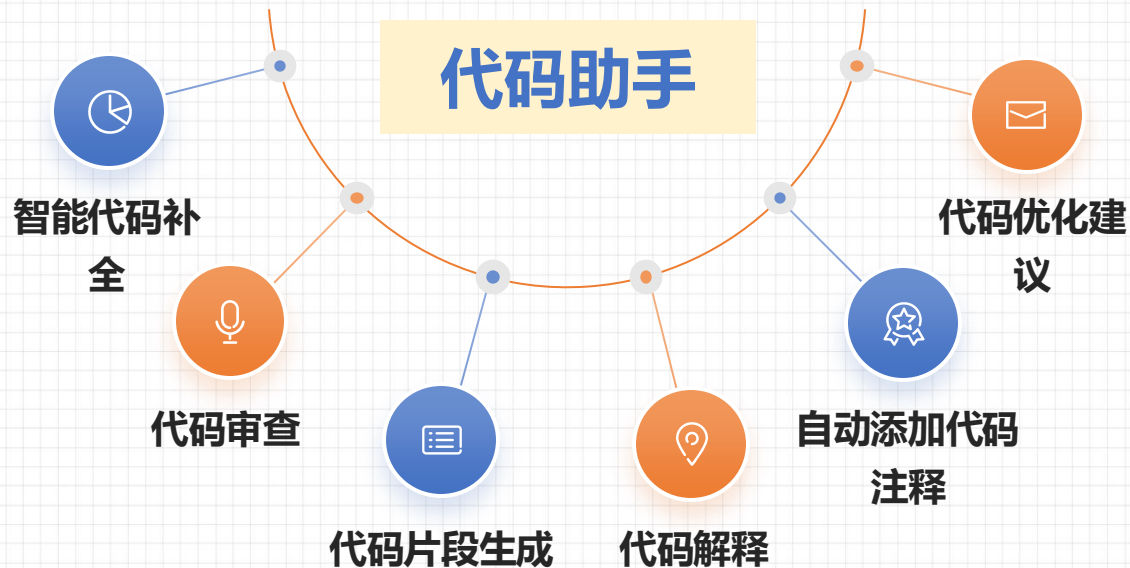 代码助手
智能代码补
全
代码审查
代码片段生成
代码解释
自动添加代码
注释
代码优化建
议